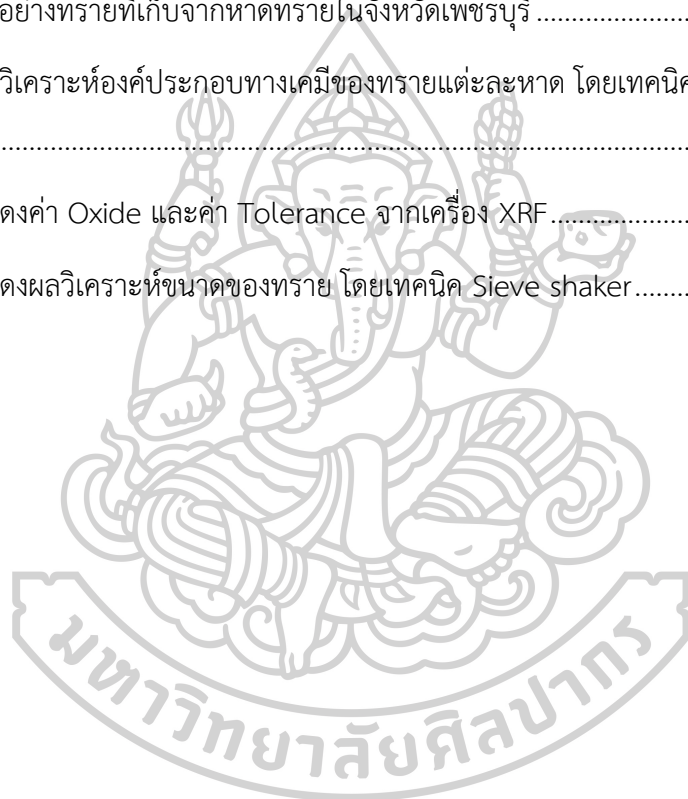 อย่างทรายที่เก็บจากหาดทรายในจังหวัดเพชรบุรี ....................
วิเคราะห์องค์ประกอบทางเคมีของทรายแต่ละหาด โดยเทคนิค
................................................................................
ดงค่า Oxide และค่า Tolerance จากเครื่อง XRF....................
ดงผลวิเคราะห์ขนาดของทราย โดยเทคนิค Sieve shaker........
มหาวิทยาลัยศิลปากร